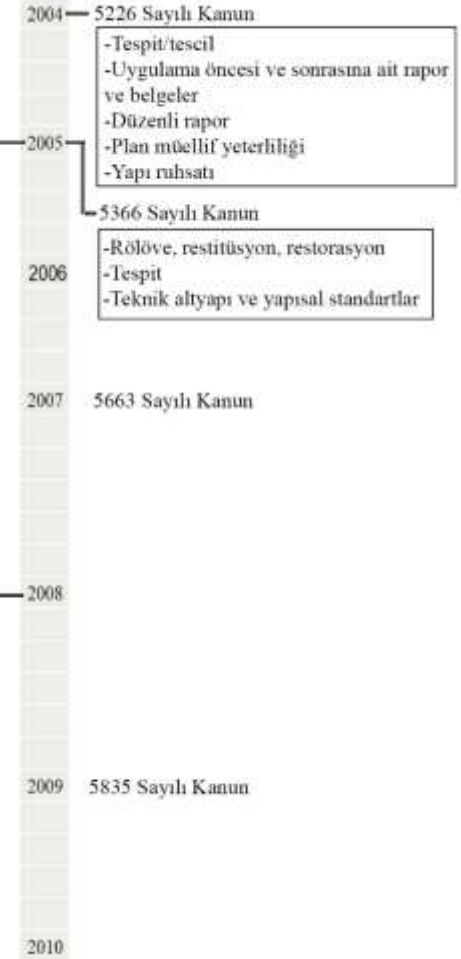 2004 5226 Sayılı Kanun
-Tespit/tescil
-Uygulama öncesi ve sonrasına ait rapor
ve belgeler
-Düzenli rapor
2005 -Plan müellif yeterliliği
-Yapı ruhsatı
5366 Sayılı Kanun
-Rölöve, restitüsyon, restorasyon
2006 -Tespit
-Teknik altyapı ve yapısal standartlar
2007 5663 Sayılı Kanun
2008
2009 5835 Sayılı Kanun
2010